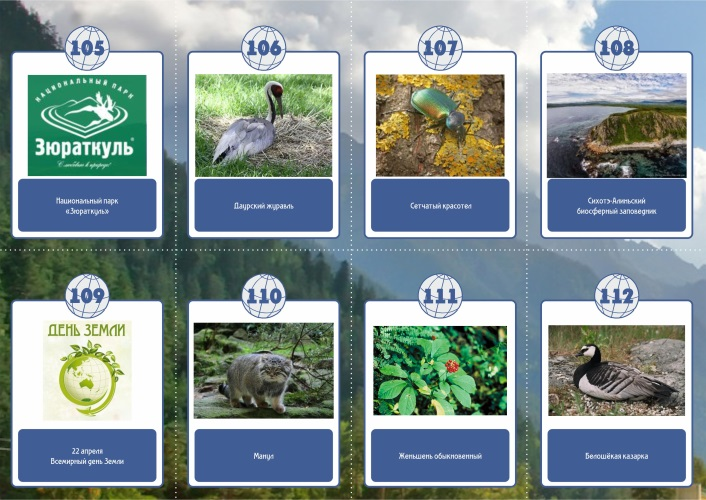 105
НАЦИОНАЛЬНЫЙ ПАРК
Зюраткуль®
С любовью к природе!
Национальный парк
«Зюраткуль»
106
Даурский журавль
107
Сетчатый красотел
108
Сихотэ-Алиньский
биосферный заповедник
109
ДЕНЬ ЗЕМЛИ
22 апреля
Всемирный день Земли
110
Манул
111
Женьшень обыкновенный
112
Белощёкая казарка